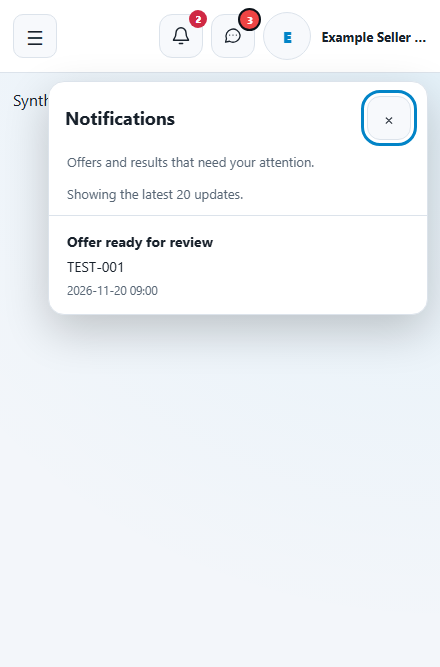 2
3
E
Example Seller ...
Synth
Notifications
×
Offers and results that need your attention.
Showing the latest 20 updates.
Offer ready for review
TEST-001
2026-11-20 09:00